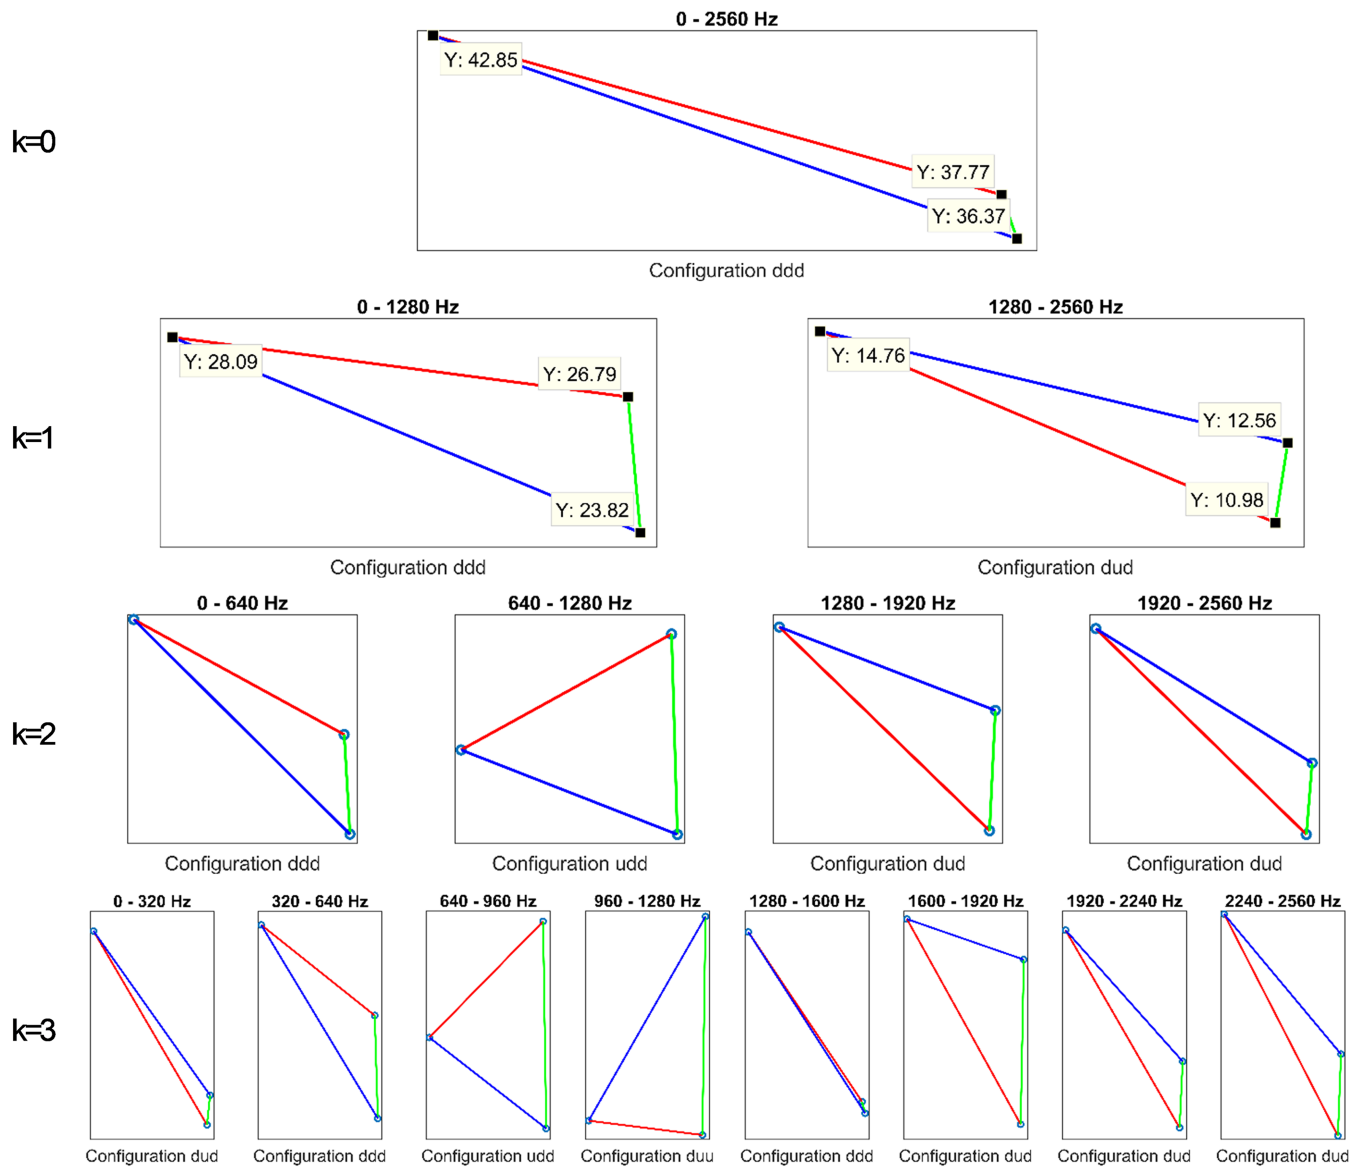 0 - 2560 Hz
k=0
Y: 42.85
Y: 37.77
Y: 36.37
Configuration ddd
0 - 1280 Hz
1280 - 2560 Hz
k=1
Y: 28.09
Y: 26.79
Y: 23.82
Y: 14.76
Y: 12.56
Y: 10.98
Configuration ddd
Configuration dud
0 - 640 Hz
640 - 1280 Hz
1280 - 1920 Hz
1920 - 2560 Hz
k=2
Configuration ddd
Configuration udd
Configuration dud
Configuration dud
0 - 320 Hz
320 - 640 Hz
640 - 960 Hz
960 - 1280 Hz
1280 - 1600 Hz
1600 - 1920 Hz
1920 - 2240 Hz
2240 - 2560 Hz
k=3
Configuration dud
Configuration ddd
Configuration udd
Configuration duu
Configuration ddd
Configuration dud
Configuration dud
Configuration dud